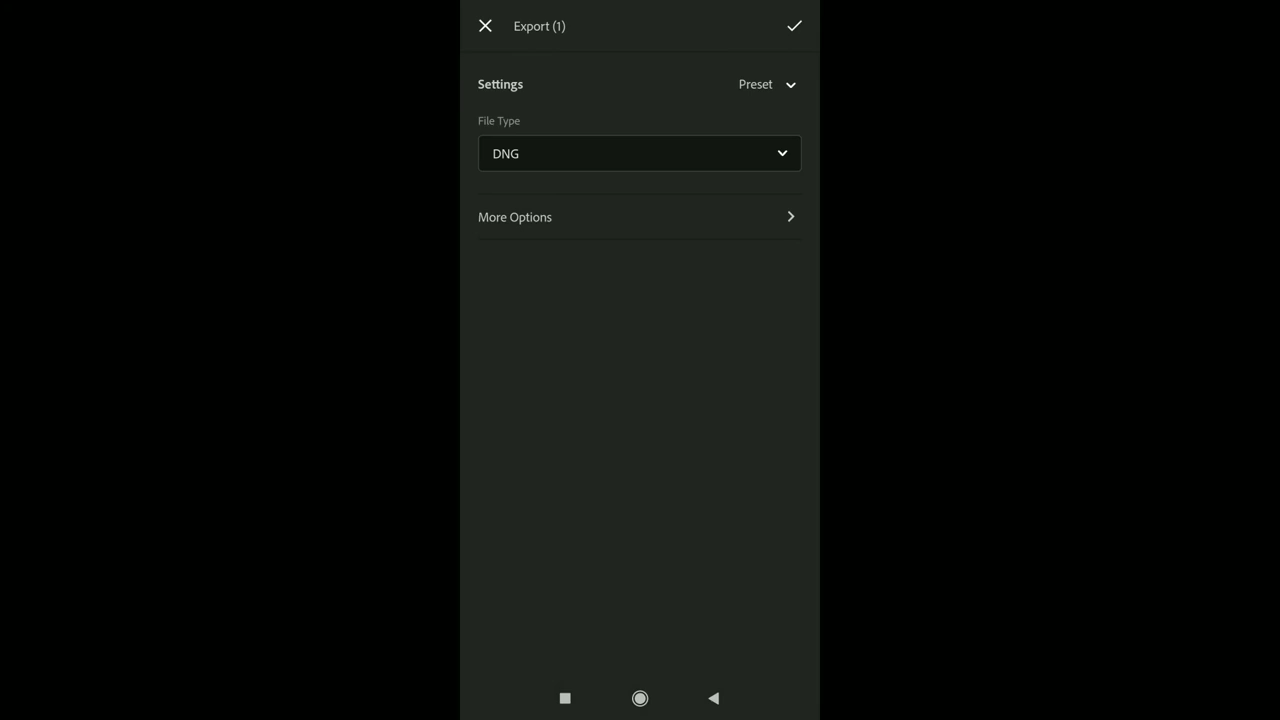 Export (1)
Settings Preset
File Type
DNG
More Options